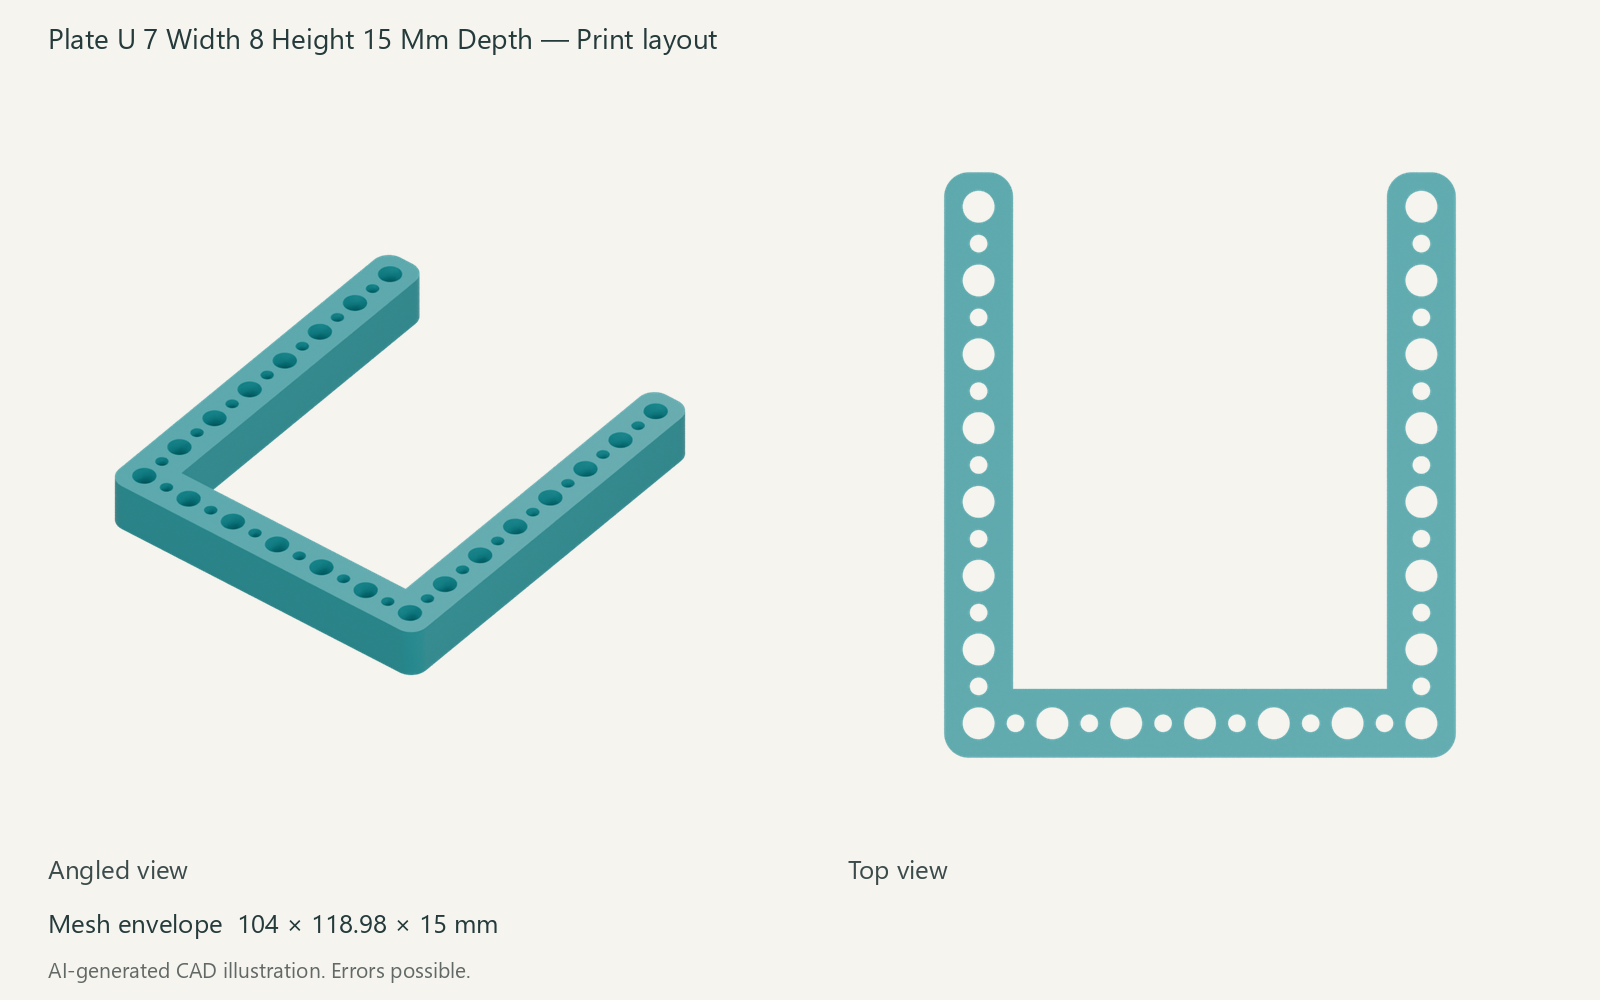 Plate U 7 Width 8 Height 15 Mm Depth — Print layout
Angled view
Top view
Mesh envelope 104 × 118.98 × 15 mm
AI-generated CAD illustration. Errors possible.